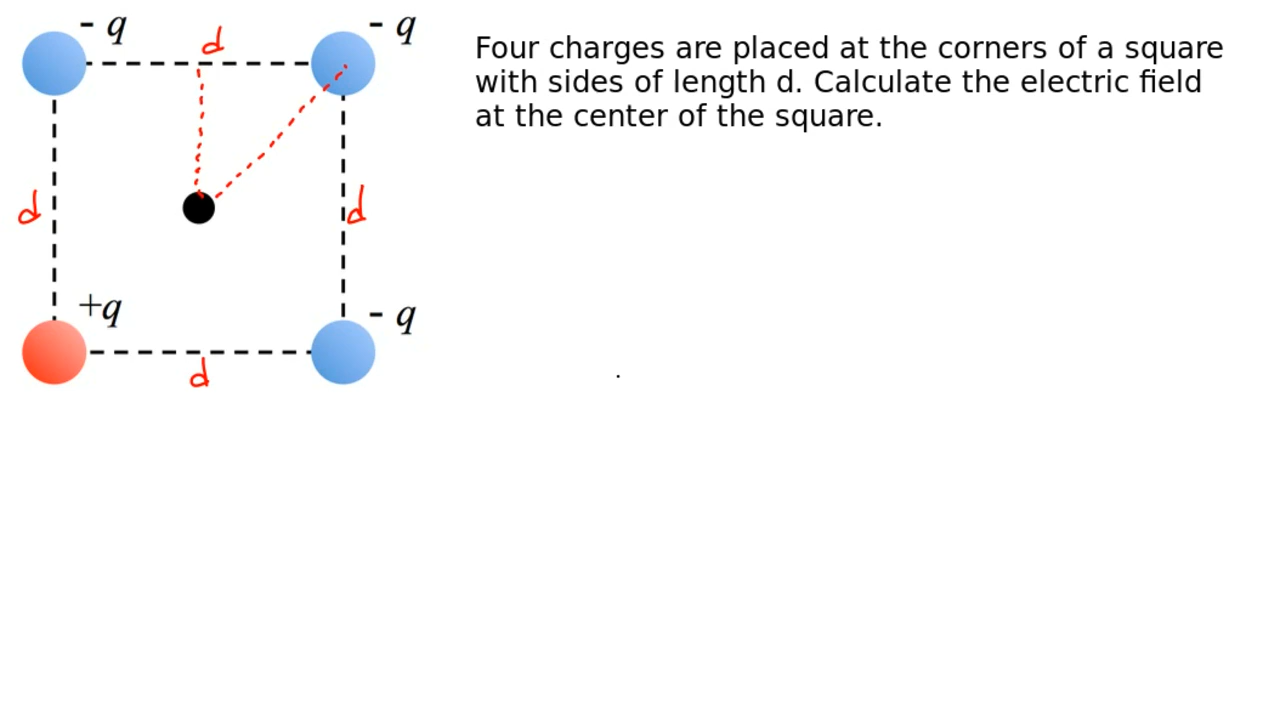 - q
d
- q
Four charges are placed at the corners of a square
with sides of length d. Calculate the electric field
at the center of the square.
d
d
+q
- q
d